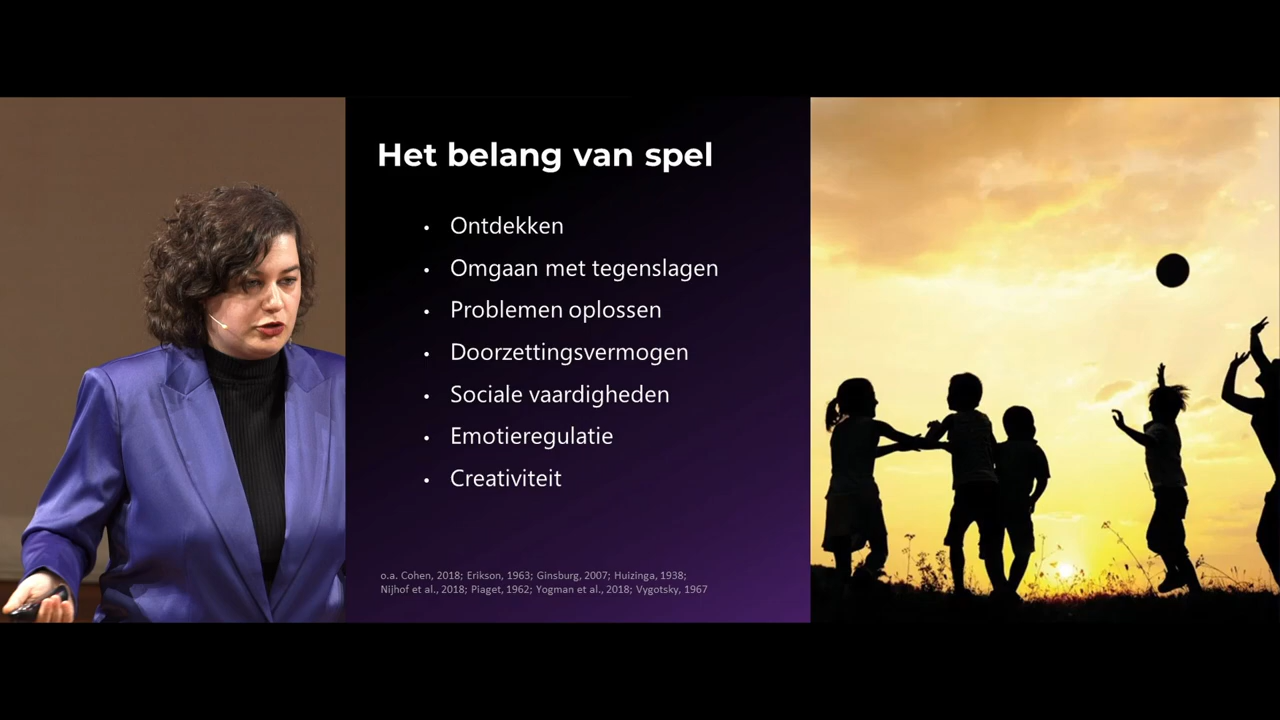 Het belang van spel
• Ontdekken
• Omgaan met tegenslagen
• Problemen oplossen
• Doorzettingsvermogen
• Sociale vaardigheden
• Emotieregulatie
• Creativiteit
o.a. Cohen, 2018; Erikson, 1963; Ginsburg, 2007; Huizinga, 1938;
Nijhof et al., 2018; Piaget, 1962; Yogman et al., 2018; Vygotsky, 1967